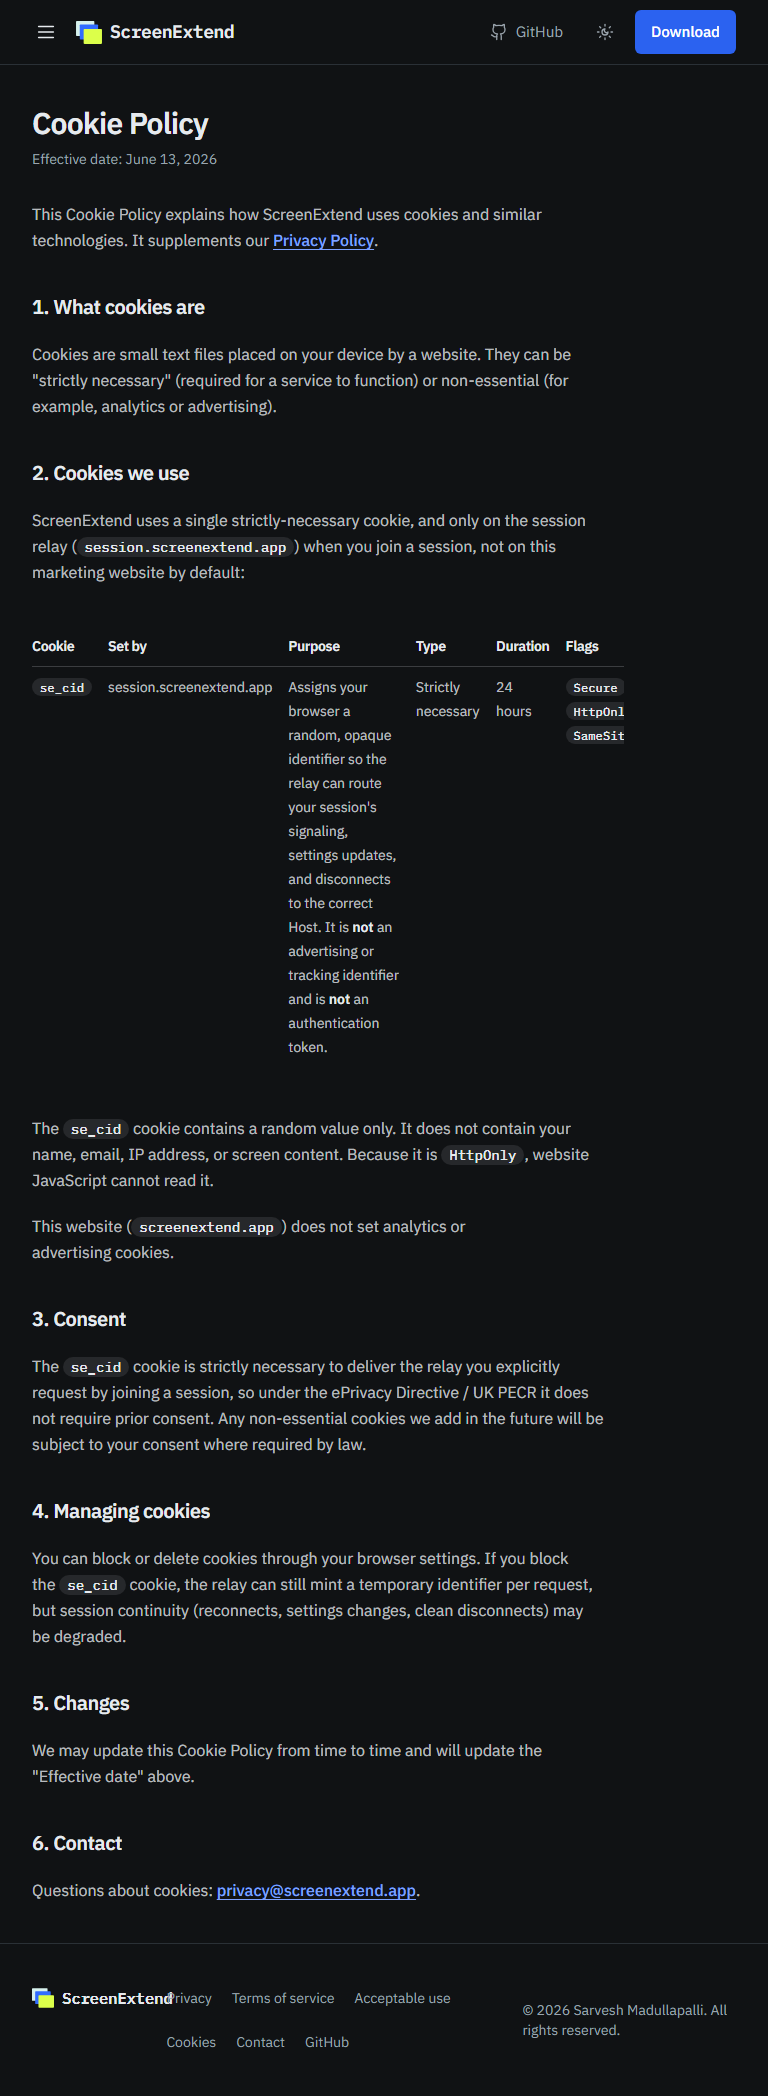 ScreenExtend
GitHub
Download
Cookie Policy
Effective date: June 13, 2026
This Cookie Policy explains how ScreenExtend uses cookies and similar
technologies. It supplements our Privacy Policy.
1. What cookies are
Cookies are small text files placed on your device by a website. They can be
"strictly necessary" (required for a service to function) or non-essential (for
example, analytics or advertising).
2. Cookies we use
ScreenExtend uses a single strictly-necessary cookie, and only on the session
relay (session.screenextend.app) when you join a session, not on this
marketing website by default:
Cookie Set by Purpose Type Duration Flags
se_cid session.screenextend.app Assigns your Strictly 24 Secure
browser a necessary hours HttpOnl
random, opaque SameSit
identifier so the
relay can route
your session's
signaling,
settings updates,
and disconnects
to the correct
Host. It is not an
advertising or
tracking identifier
and is not an
authentication
token.
The se_cid cookie contains a random value only. It does not contain your
name, email, IP address, or screen content. Because it is HttpOnly, website
JavaScript cannot read it.
This website (screenextend.app) does not set analytics or
advertising cookies.
3. Consent
The se_cid cookie is strictly necessary to deliver the relay you explicitly
request by joining a session, so under the ePrivacy Directive / UK PECR it does
not require prior consent. Any non-essential cookies we add in the future will be
subject to your consent where required by law.
4. Managing cookies
You can block or delete cookies through your browser settings. If you block
the se_cid cookie, the relay can still mint a temporary identifier per request,
but session continuity (reconnects, settings changes, clean disconnects) may
be degraded.
5. Changes
We may update this Cookie Policy from time to time and will update the
"Effective date" above.
6. Contact
Questions about cookies: privacy@screenextend.app.
ScreenExtend
Privacy Terms of service Acceptable use
Cookies Contact GitHub
© 2026 Sarvesh Madullapalli. All
rights reserved.